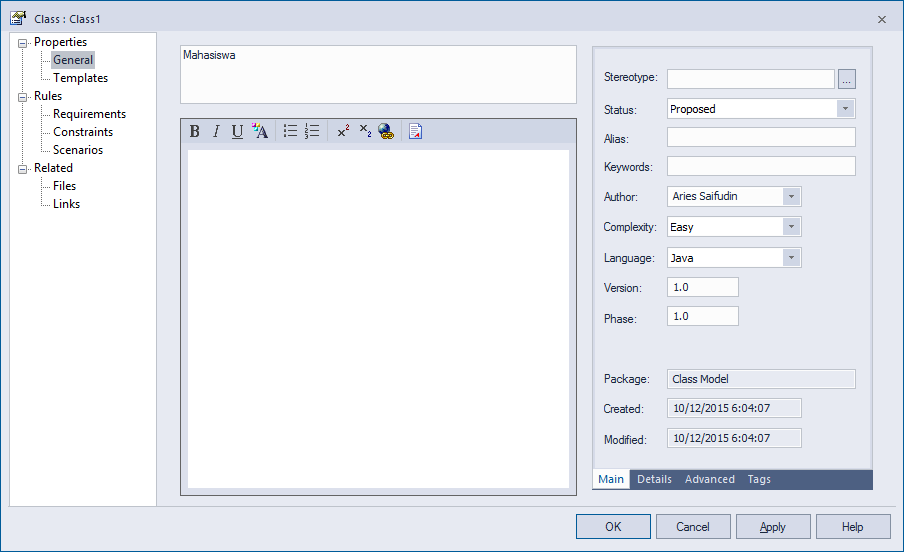 Class : Class1
Properties
General
Templates
Rules
Requirements
Constraints
Scenarios
Related
Files
Links
Mahasiswa
B I U A
x² x₂
Stereotype: ...
Status: Proposed
Alias:
Keywords:
Author: Aries Saifudin
Complexity: Easy
Language: Java
Version: 1.0
Phase: 1.0
Package: Class Model
Created: 10/12/2015 6:04:07
Modified: 10/12/2015 6:04:07
Main Details Advanced Tags
OK Cancel Apply Help